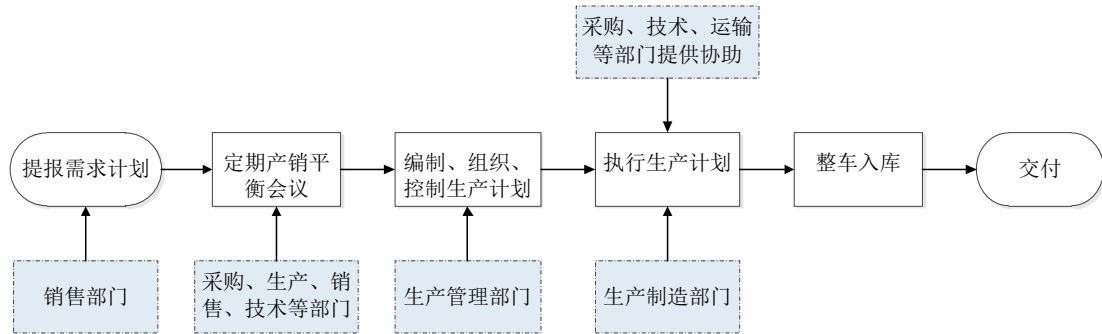 采购、技术、运输
等部门提供协助
提报需求计划
定期产销平
衡会议
编制、组织、
控制生产计划
执行生产计划
整车入库
交付
销售部门
采购、生产、销
售、技术等部门
生产管理部门
生产制造部门